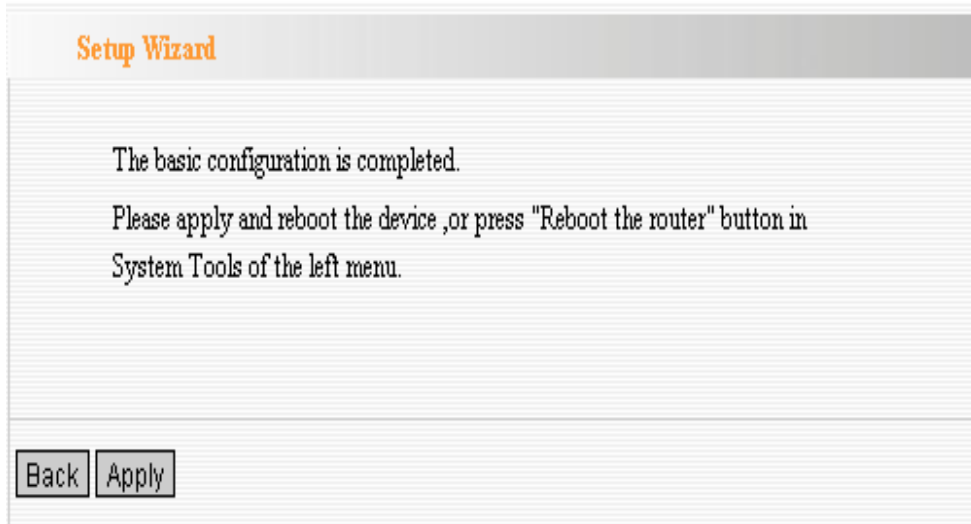 Setup Wizard
The basic configuration is completed.
Please apply and reboot the device ,or press "Reboot the router" button in
System Tools of the left menu.
Back Apply